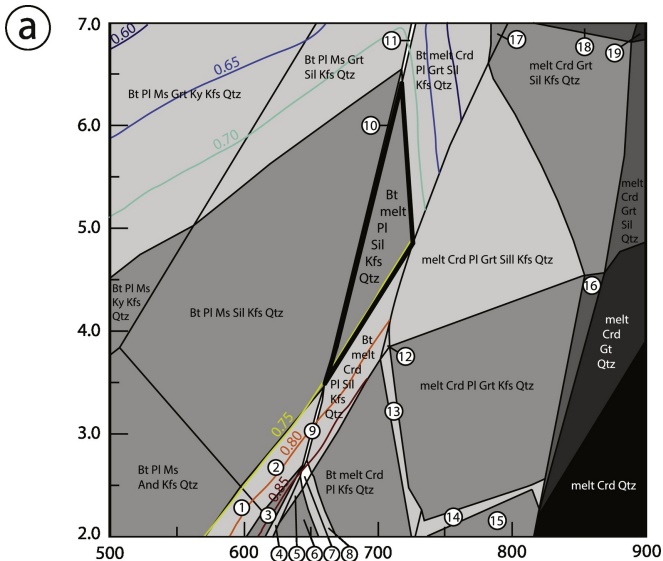 a
7.0
6.0
5.0
4.0
3.0
2.0
500
600
700
800
900
0.60
0.65
0.70
0.75
0.80
0.85
Bt Pl Ms Grt Ky Kfs Qtz
Bt Pl Ms Grt
Sil Kfs Qtz
11
Bt melt Crd
Pl Grt Sil
Kfs Qtz
17
18
19
melt Crd Grt
Sil Kfs Qtz
10
Bt
melt
Pl
Sil
Kfs
Qtz
melt
Crd
Grt
Sil
Qtz
melt Crd Pl Grt Sill Kfs Qtz
Bt Pl Ms
Ky Kfs
Qtz
Bt Pl Ms Sil Kfs Qtz
16
melt
Crd
Gt
Qtz
Bt
melt
Crd
Pl Sil
Kfs
Qtz
12
melt Crd Pl Grt Kfs Qtz
13
9
2
Bt Pl Ms
And Kfs Qtz
Bt melt Crd
Pl Kfs Qtz
melt Crd Qtz
1
3
14
15
4
5
6
7
8